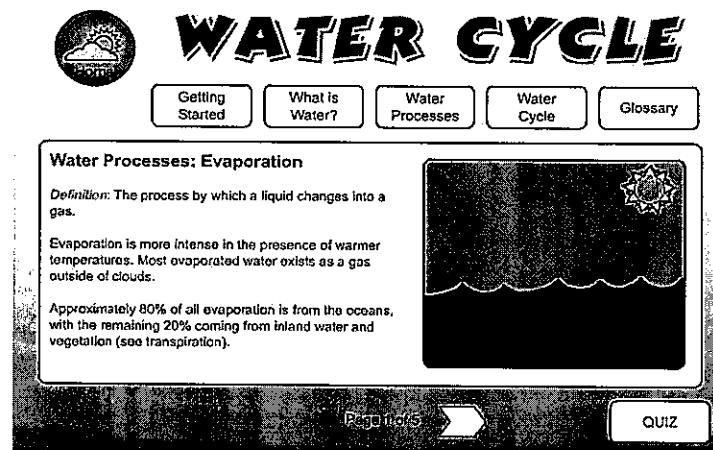 WATER CYCLE
Home
Getting
Started
What is
Water?
Water
Processes
Water
Cycle
Glossary
Water Processes: Evaporation
Definition: The process by which a liquid changes into a
gas.
Evaporation is more intense in the presence of warmer
temperatures. Most evaporated water exists as a gas
outside of clouds.
Approximately 80% of all evaporation is from the oceans,
with the remaining 20% coming from inland water and
vegetation (see transpiration).
Page 1 of 5
QUIZ